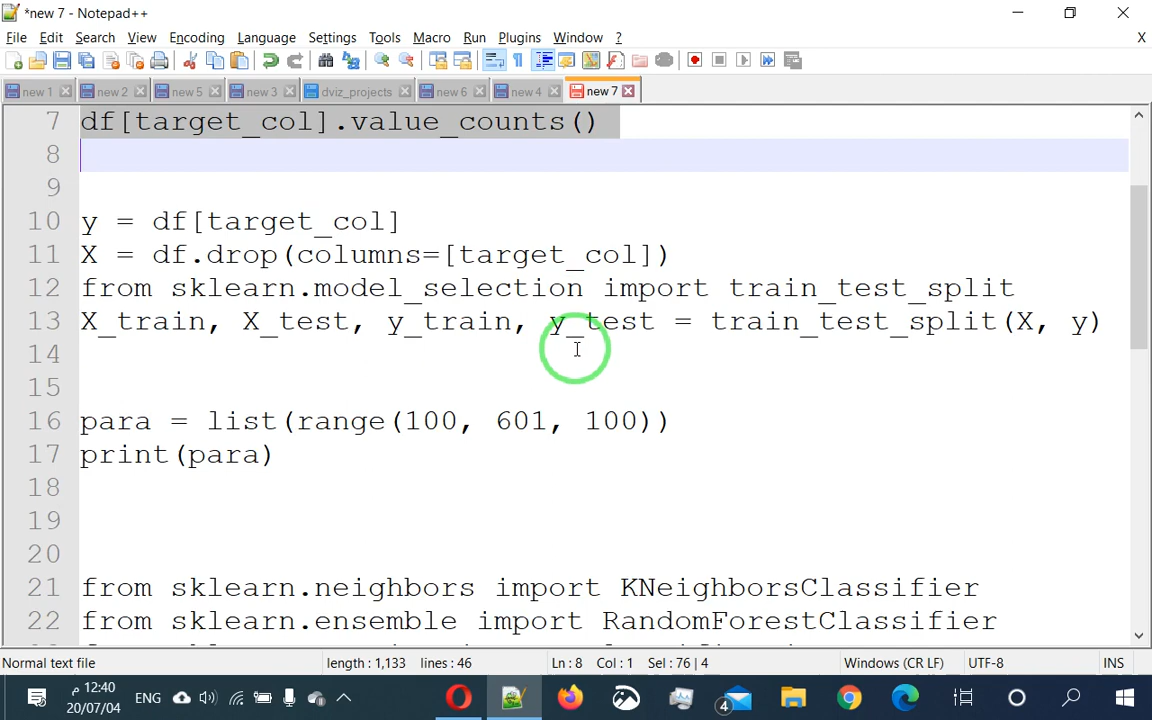 *new 7 - Notepad++
File Edit Search View Encoding Language Settings Tools Macro Run Plugins Window ? X
new 1 new 2 new 5 new 3 dviz_projects new 6 new 4 new 7
7 df[target_col].value_counts()
8
9
10 y = df[target_col]
11 X = df.drop(columns=[target_col])
12 from sklearn.model_selection import train_test_split
13 X_train, X_test, y_train, y_test = train_test_split(X, y)
14
15
16 para = list(range(100, 601, 100))
17 print(para)
18
19
20
21 from sklearn.neighbors import KNeighborsClassifier
22 from sklearn.ensemble import RandomForestClassifier
Normal text file length : 1,133 lines : 46 Ln : 8 Col : 1 Sel : 76 | 4 Windows (CR LF) UTF-8 INS
12:40 م ENG 4
20/07/04